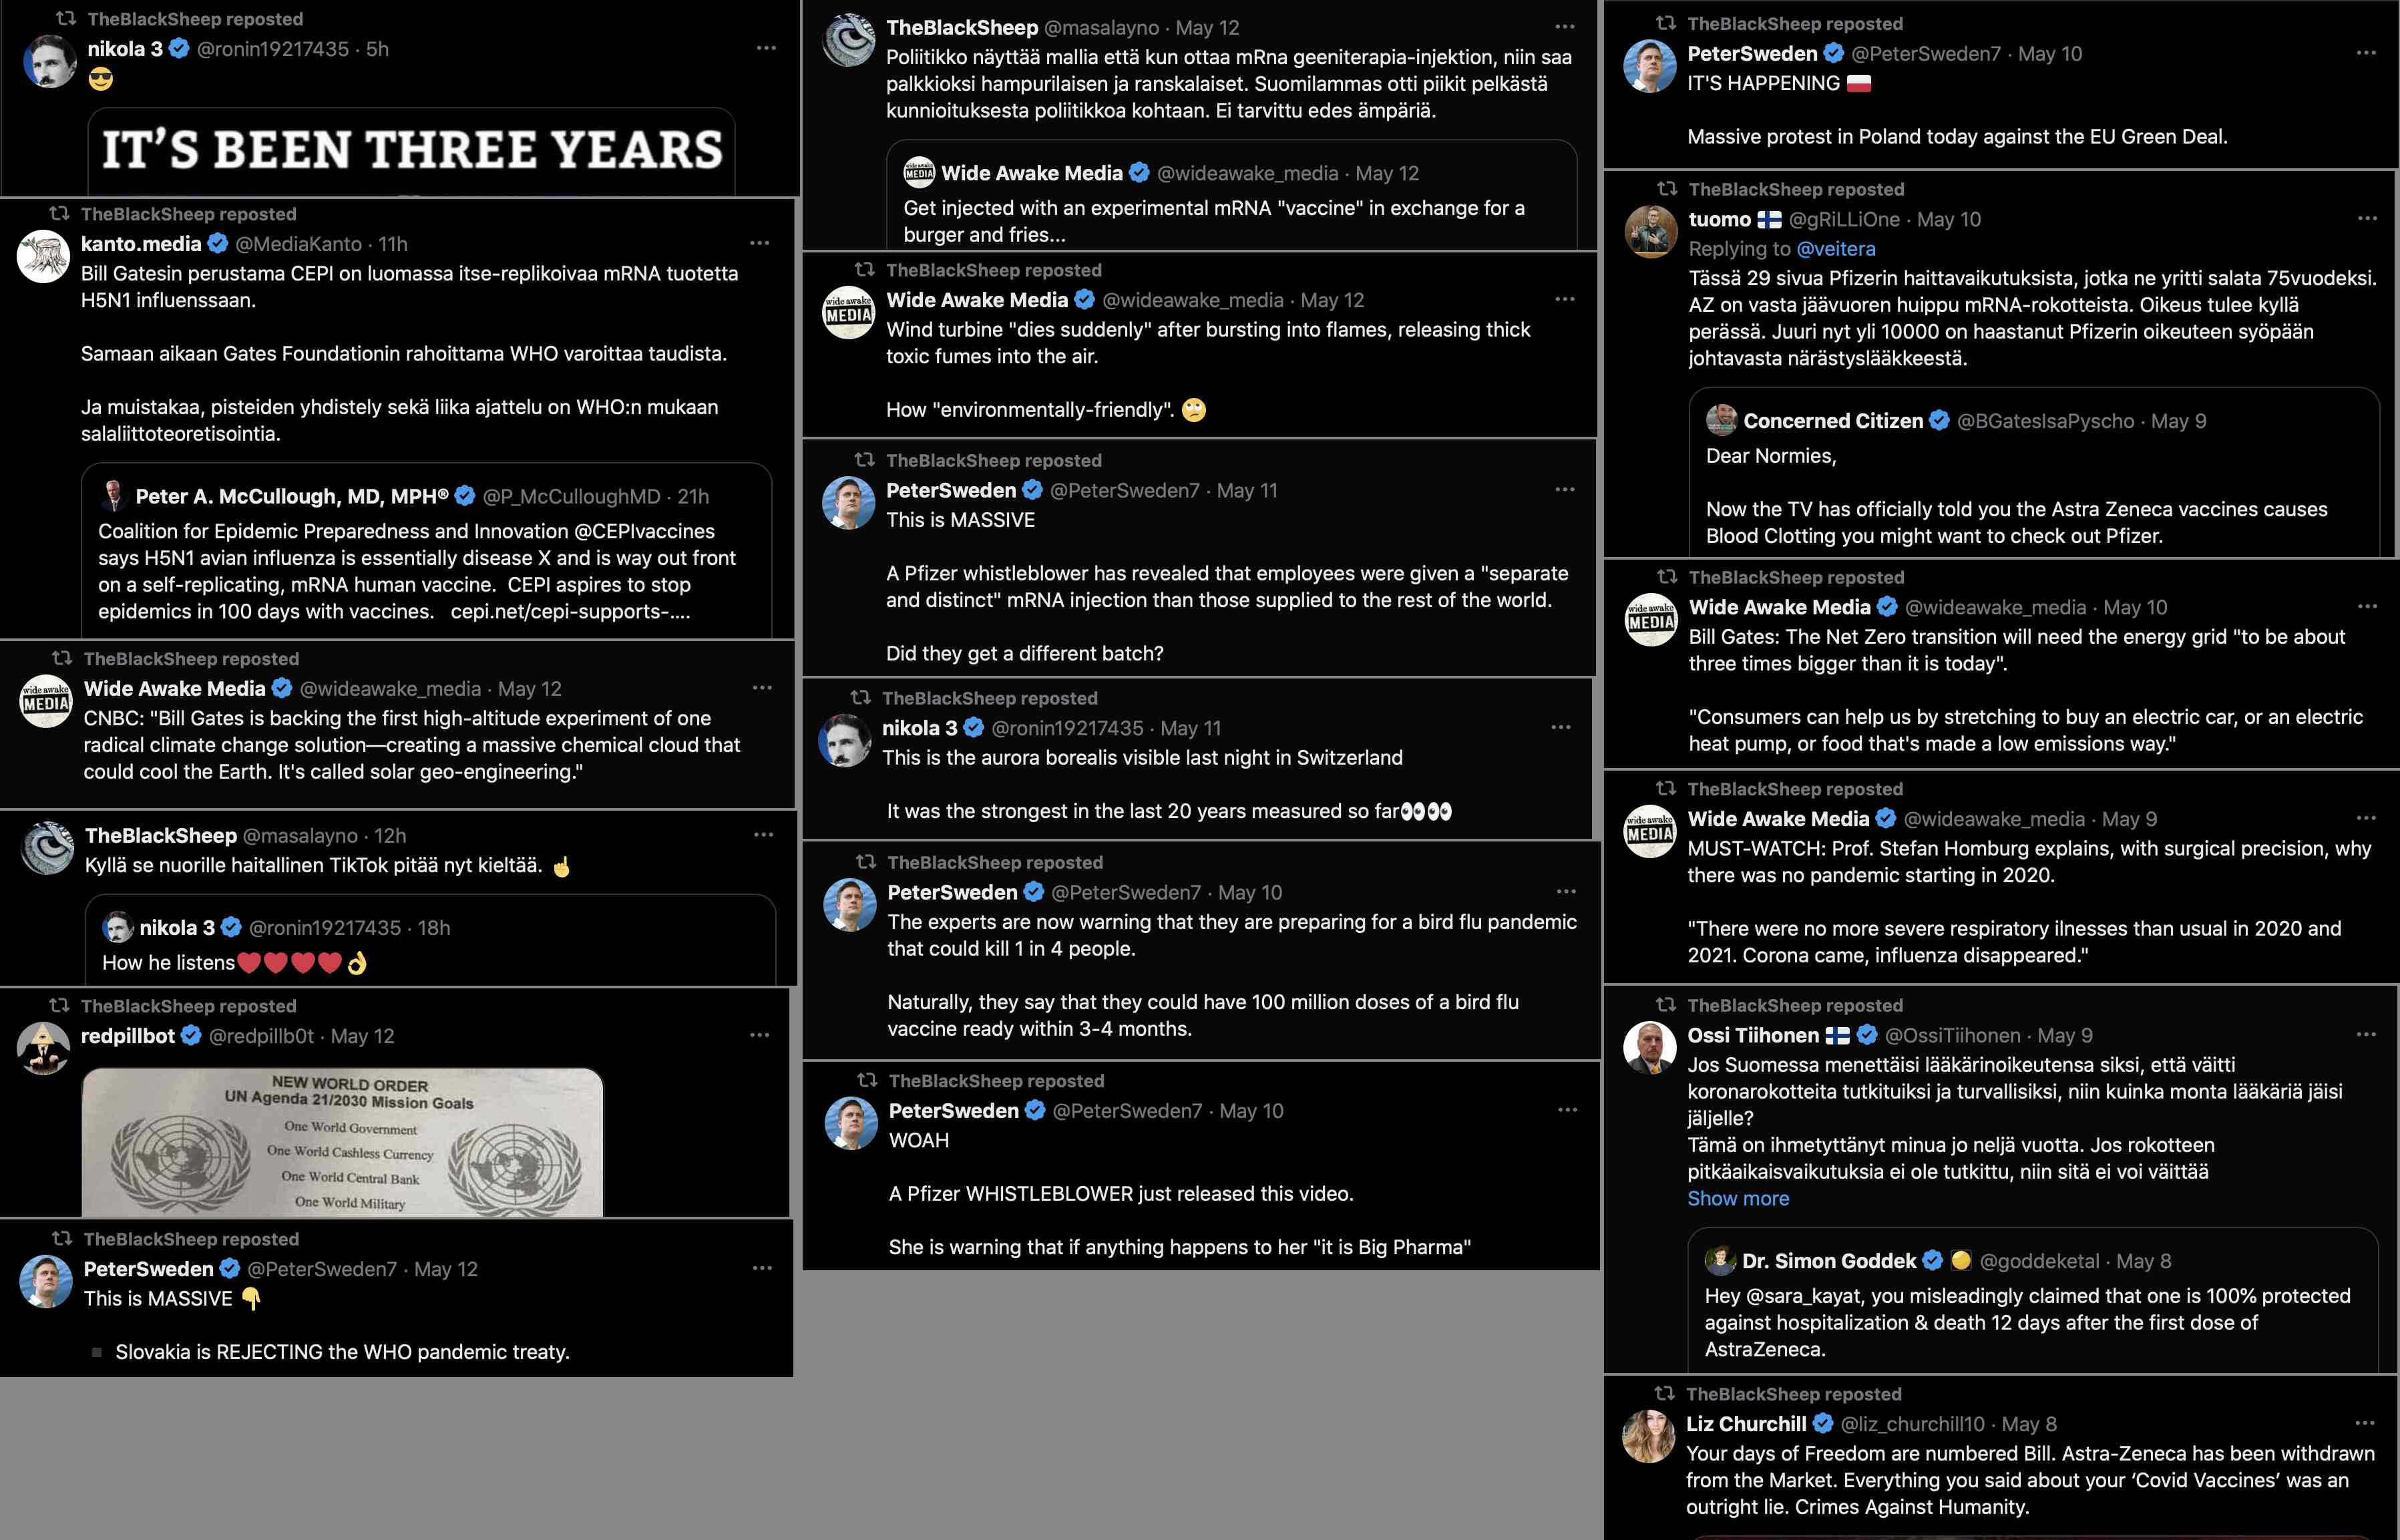 TheBlackSheep reposted
nikola 3 @ronin19217435 · 5h
😎
IT'S BEEN THREE YEARS
TheBlackSheep reposted
kanto.media @MediaKanto · 11h
Bill Gatesin perustama CEPI on luomassa itse-replikoivaa mRNA tuotetta
H5N1 influenssaan.
Samaan aikaan Gates Foundationin rahoittama WHO varoittaa taudista.
Ja muistakaa, pisteiden yhdistely sekä liika ajattelu on WHO:n mukaan
salaliittoteoretisointia.
Peter A. McCullough, MD, MPH® @P_McCulloughMD · 21h
Coalition for Epidemic Preparedness and Innovation @CEPIvaccines
says H5N1 avian influenza is essentially disease X and is way out front
on a self-replicating, mRNA human vaccine. CEPI aspires to stop
epidemics in 100 days with vaccines. cepi.net/cepi-supports-....
TheBlackSheep reposted
wide awake
MEDIA
Wide Awake Media @wideawake_media · May 12
CNBC: "Bill Gates is backing the first high-altitude experiment of one
radical climate change solution—creating a massive chemical cloud that
could cool the Earth. It's called solar geo-engineering."
TheBlackSheep @masalayno · 12h
Kyllä se nuorille haitallinen TikTok pitää nyt kieltää. ☝️
nikola 3 @ronin19217435 · 18h
How he listens❤️❤️❤️❤️👌
TheBlackSheep reposted
redpillbot @redpillb0t · May 12
NEW WORLD ORDER
UN Agenda 21/2030 Mission Goals
One World Government
One World Cashless Currency
One World Central Bank
One World Military
TheBlackSheep reposted
PeterSweden @PeterSweden7 · May 12
This is MASSIVE 👇
▪ Slovakia is REJECTING the WHO pandemic treaty.
TheBlackSheep @masalayno · May 12
Poliitikko näyttää mallia että kun ottaa mRna geeniterapia-injektion, niin saa
palkkioksi hampurilaisen ja ranskalaiset. Suomilammas otti piikit pelkästä
kunnioituksesta poliitikkoa kohtaan. Ei tarvittu edes ämpäriä.
wide awake
MEDIA
Wide Awake Media @wideawake_media · May 12
Get injected with an experimental mRNA "vaccine" in exchange for a
burger and fries...
TheBlackSheep reposted
wide awake
MEDIA
Wide Awake Media @wideawake_media · May 12
Wind turbine "dies suddenly" after bursting into flames, releasing thick
toxic fumes into the air.
How "environmentally-friendly". 🙄
TheBlackSheep reposted
PeterSweden @PeterSweden7 · May 11
This is MASSIVE
A Pfizer whistleblower has revealed that employees were given a "separate
and distinct" mRNA injection than those supplied to the rest of the world.
Did they get a different batch?
TheBlackSheep reposted
nikola 3 @ronin19217435 · May 11
This is the aurora borealis visible last night in Switzerland
It was the strongest in the last 20 years measured so far👀👀
TheBlackSheep reposted
PeterSweden @PeterSweden7 · May 10
The experts are now warning that they are preparing for a bird flu pandemic
that could kill 1 in 4 people.
Naturally, they say that they could have 100 million doses of a bird flu
vaccine ready within 3-4 months.
TheBlackSheep reposted
PeterSweden @PeterSweden7 · May 10
WOAH
A Pfizer WHISTLEBLOWER just released this video.
She is warning that if anything happens to her "it is Big Pharma"
TheBlackSheep reposted
PeterSweden @PeterSweden7 · May 10
IT'S HAPPENING 🇵🇱
Massive protest in Poland today against the EU Green Deal.
TheBlackSheep reposted
tuomo 🇫🇮 @gRiLLiOne · May 10
Replying to @veitera
Tässä 29 sivua Pfizerin haittavaikutuksista, jotka ne yritti salata 75vuodeksi.
AZ on vasta jäävuoren huippu mRNA-rokotteista. Oikeus tulee kyllä
perässä. Juuri nyt yli 10000 on haastanut Pfizerin oikeuteen syöpään
johtavasta närästyslääkkeestä.
Concerned Citizen @BGatesIsaPyscho · May 9
Dear Normies,
Now the TV has officially told you the Astra Zeneca vaccines causes
Blood Clotting you might want to check out Pfizer.
TheBlackSheep reposted
wide awake
MEDIA
Wide Awake Media @wideawake_media · May 10
Bill Gates: The Net Zero transition will need the energy grid "to be about
three times bigger than it is today".
"Consumers can help us by stretching to buy an electric car, or an electric
heat pump, or food that's made a low emissions way."
TheBlackSheep reposted
wide awake
MEDIA
Wide Awake Media @wideawake_media · May 9
MUST-WATCH: Prof. Stefan Homburg explains, with surgical precision, why
there was no pandemic starting in 2020.
"There were no more severe respiratory ilnesses than usual in 2020 and
2021. Corona came, influenza disappeared."
TheBlackSheep reposted
Ossi Tiihonen 🇫🇮 @OssiTiihonen · May 9
Jos Suomessa menettäisi lääkärinoikeutensa siksi, että väitti
koronarokotteita tutkituiksi ja turvallisiksi, niin kuinka monta lääkäriä jäisi
jäljelle?
Tämä on ihmetyttänyt minua jo neljä vuotta. Jos rokotteen
pitkäaikaisvaikutuksia ei ole tutkittu, niin sitä ei voi väittää
Show more
Dr. Simon Goddek 🟡 @goddeketal · May 8
Hey @sara_kayat, you misleadingly claimed that one is 100% protected
against hospitalization & death 12 days after the first dose of
AstraZeneca.
TheBlackSheep reposted
Liz Churchill @liz_churchill10 · May 8
Your days of Freedom are numbered Bill. Astra-Zeneca has been withdrawn
from the Market. Everything you said about your ‘Covid Vaccines’ was an
outright lie. Crimes Against Humanity.